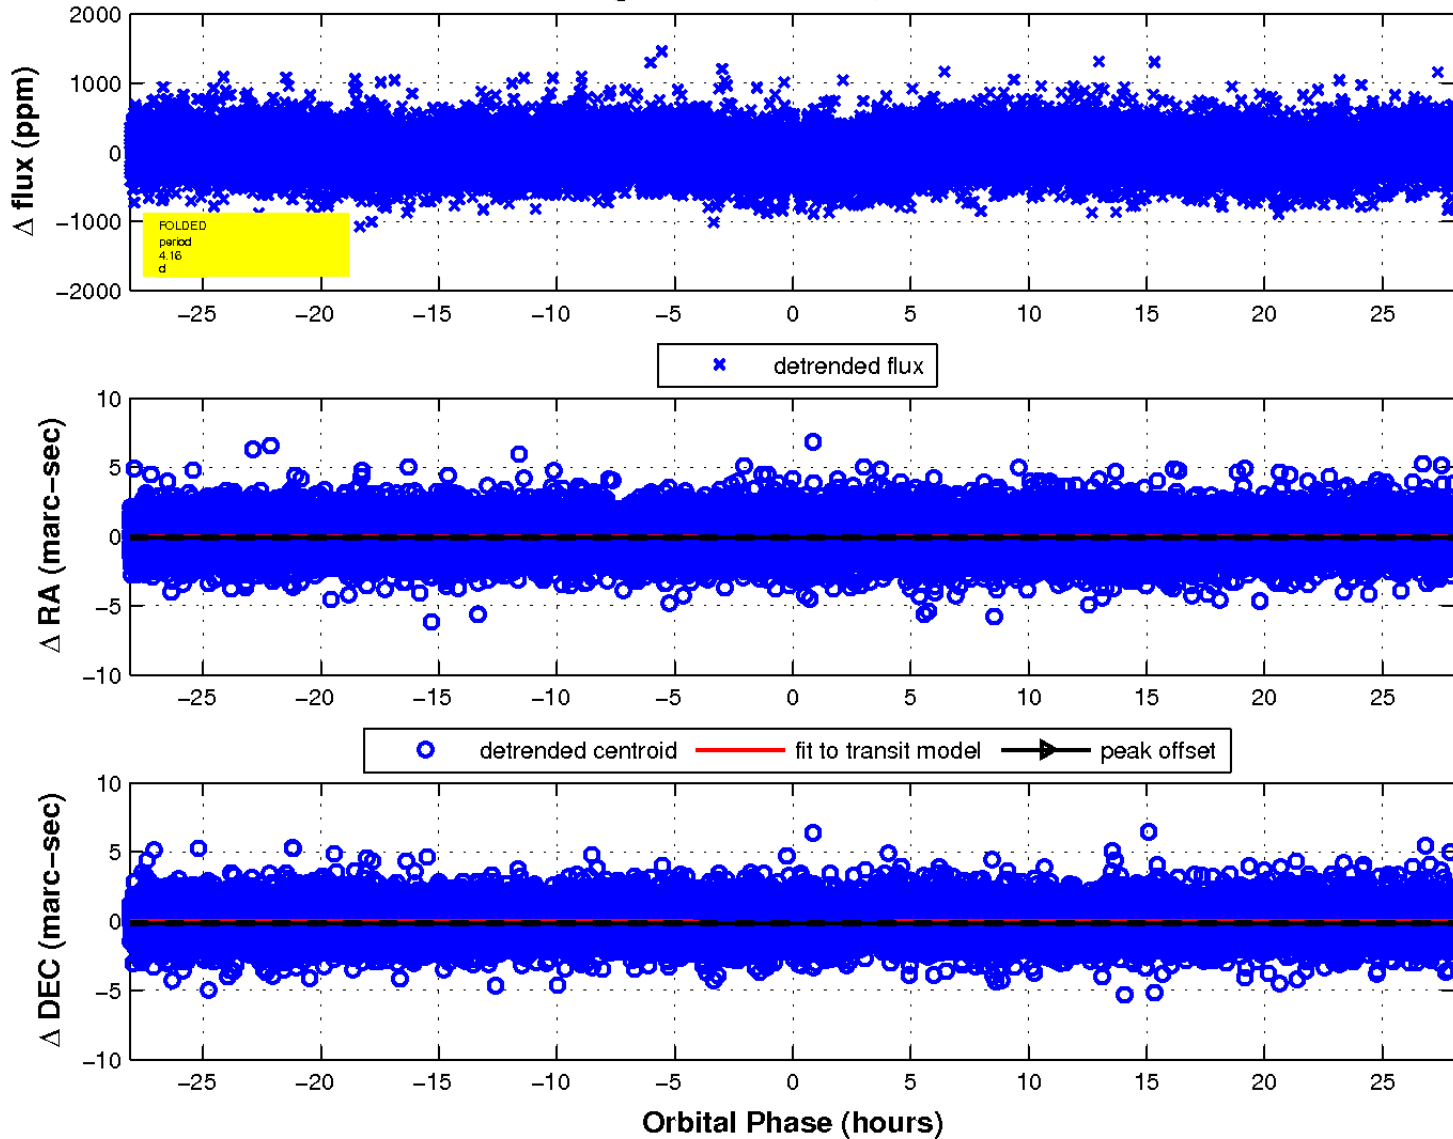 2000
1000
0
−1000
−2000
Δ flux (ppm)
FOLDED
period
4.16
d
−25 −20 −15 −10 −5 0 5 10 15 20 25
detrended flux
10
5
0
−5
−10
Δ RA (marc−sec)
−25 −20 −15 −10 −5 0 5 10 15 20 25
detrended centroid fit to transit model peak offset
10
5
0
−5
−10
Δ DEC (marc−sec)
−25 −20 −15 −10 −5 0 5 10 15 20 25
Orbital Phase (hours)